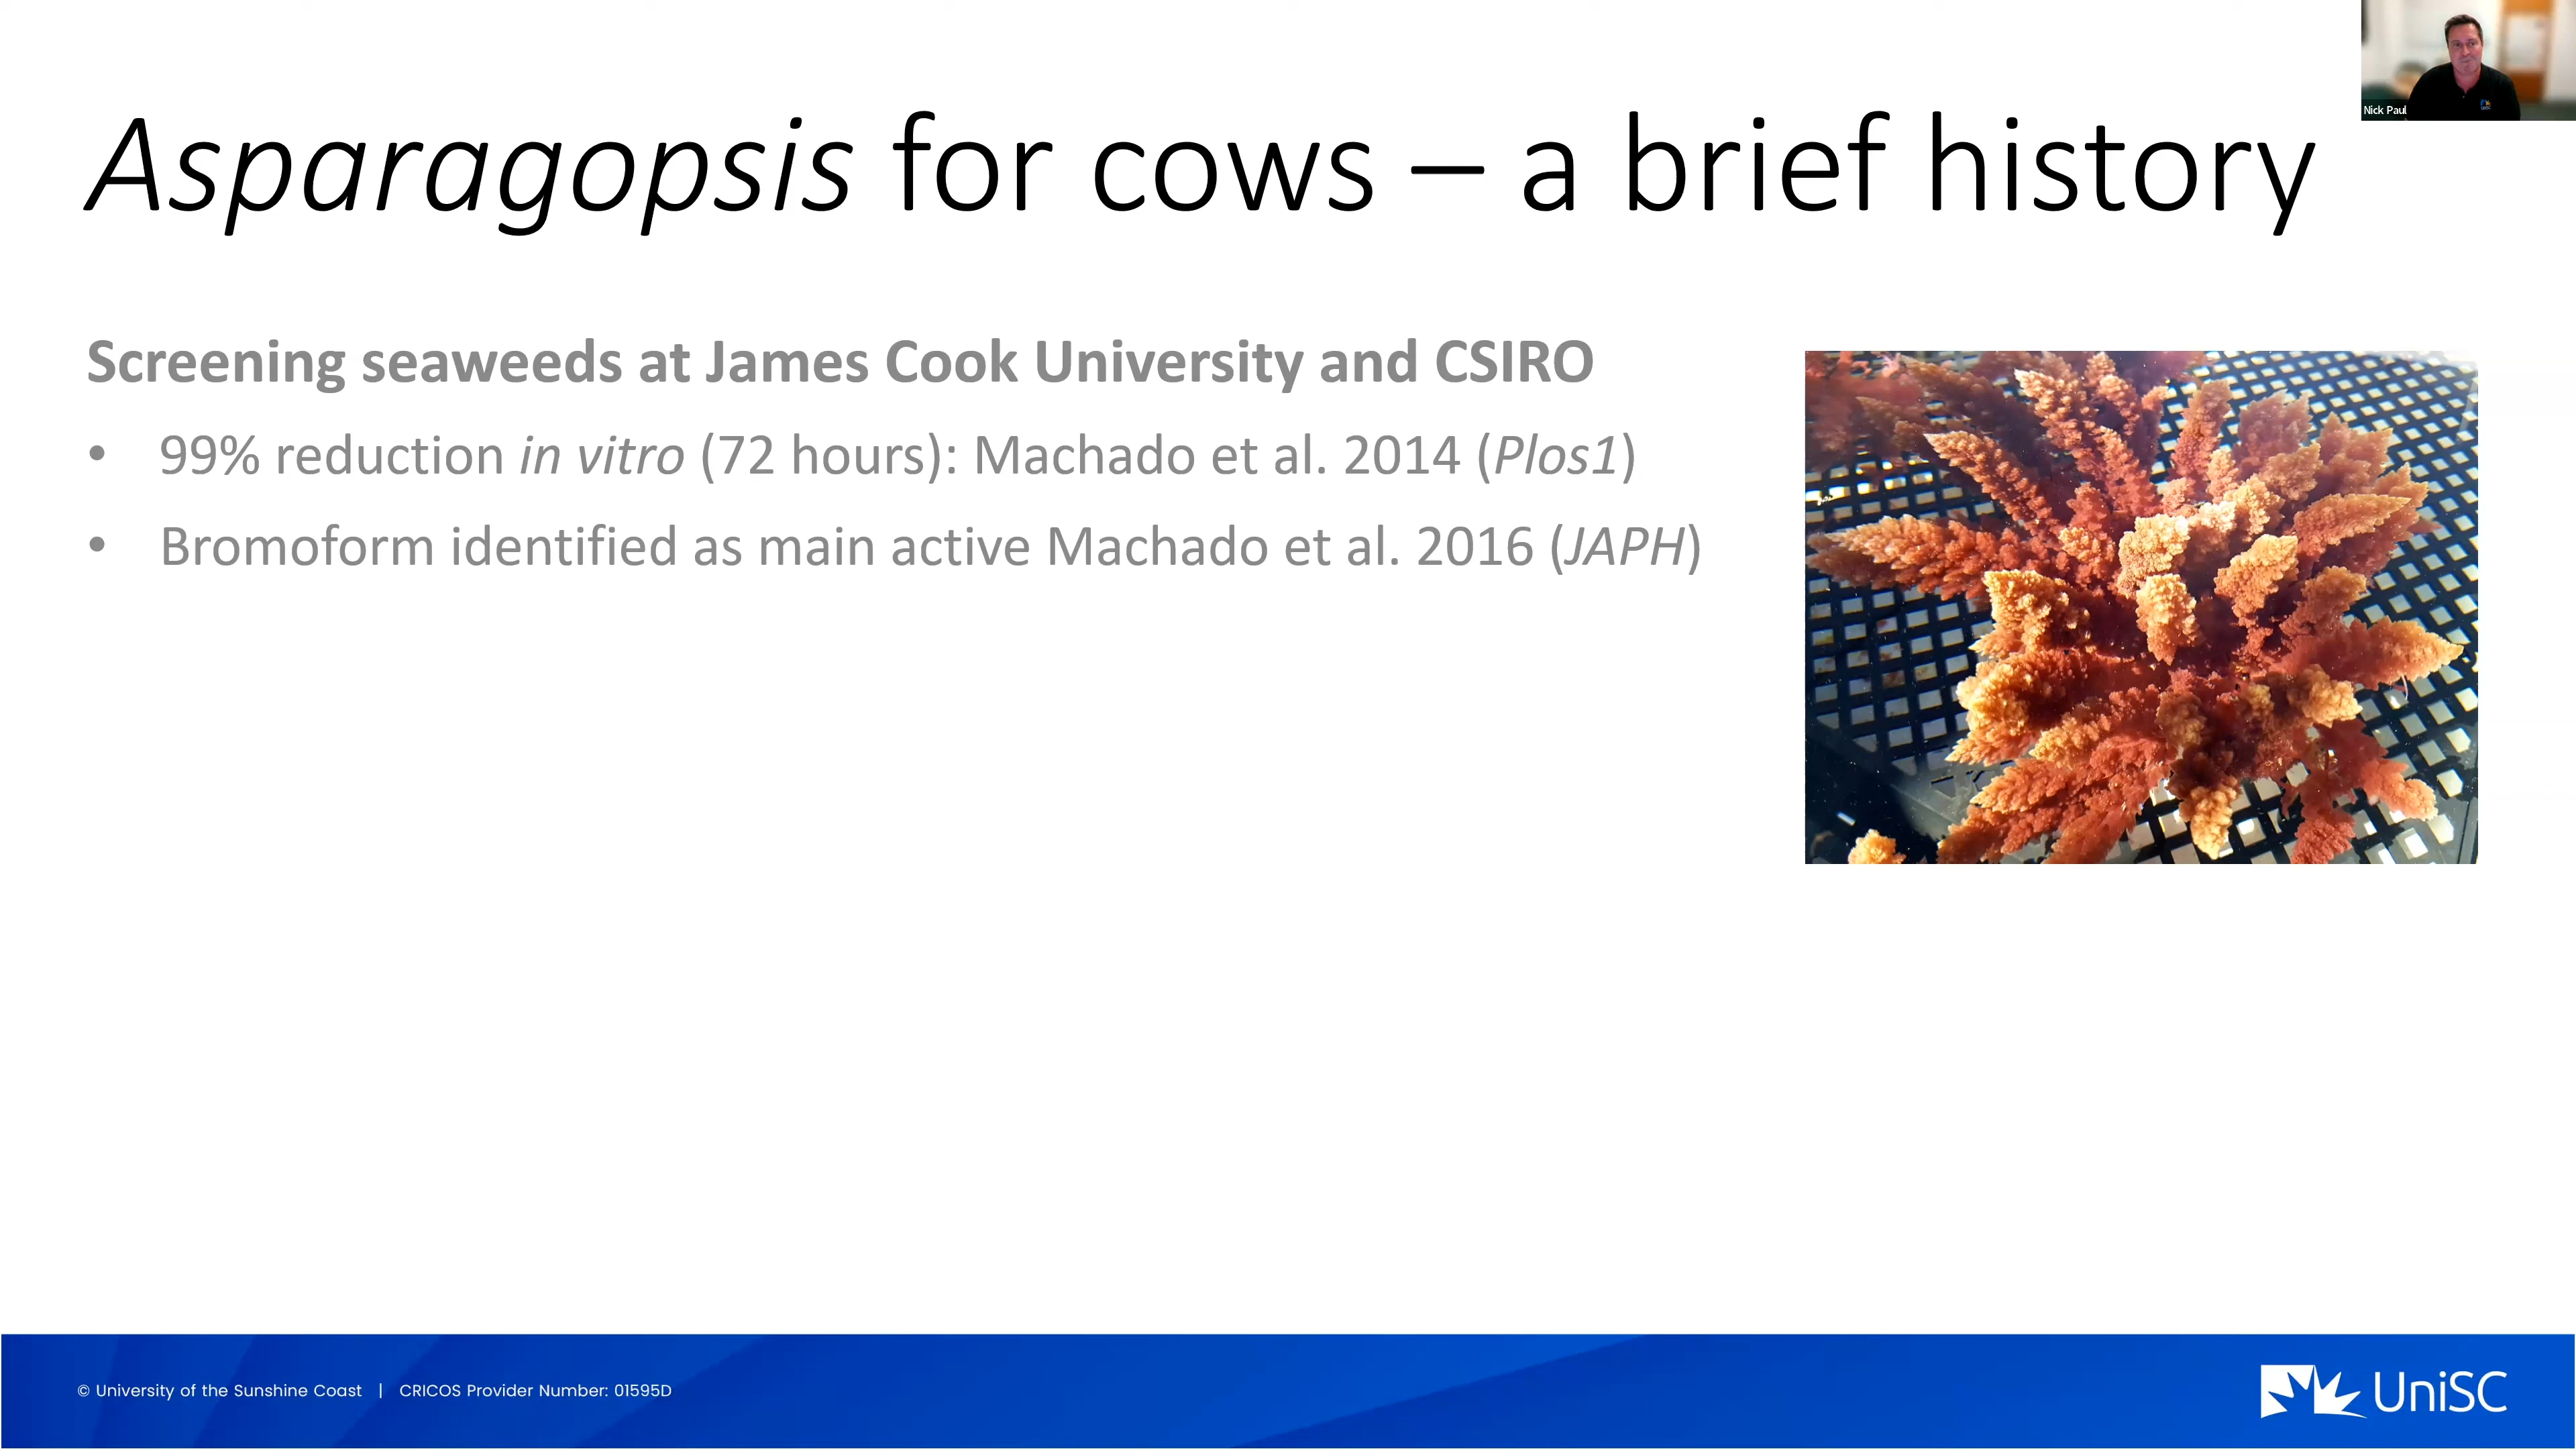 Nick Paul
Asparagopsis for cows – a brief history
Screening seaweeds at James Cook University and CSIRO
• 99% reduction in vitro (72 hours): Machado et al. 2014 (Plos1)
• Bromoform identified as main active Machado et al. 2016 (JAPH)
© University of the Sunshine Coast | CRICOS Provider Number: 01595D
UniSC